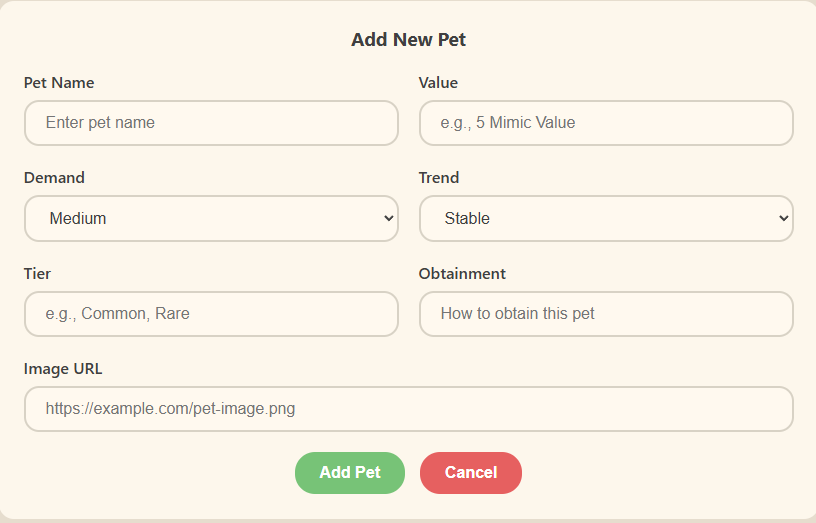 Add New Pet
Pet Name
Value
Enter pet name
e.g., 5 Mimic Value
Demand
Trend
Medium
Stable
Tier
Obtainment
e.g., Common, Rare
How to obtain this pet
Image URL
https://example.com/pet-image.png
Add Pet
Cancel